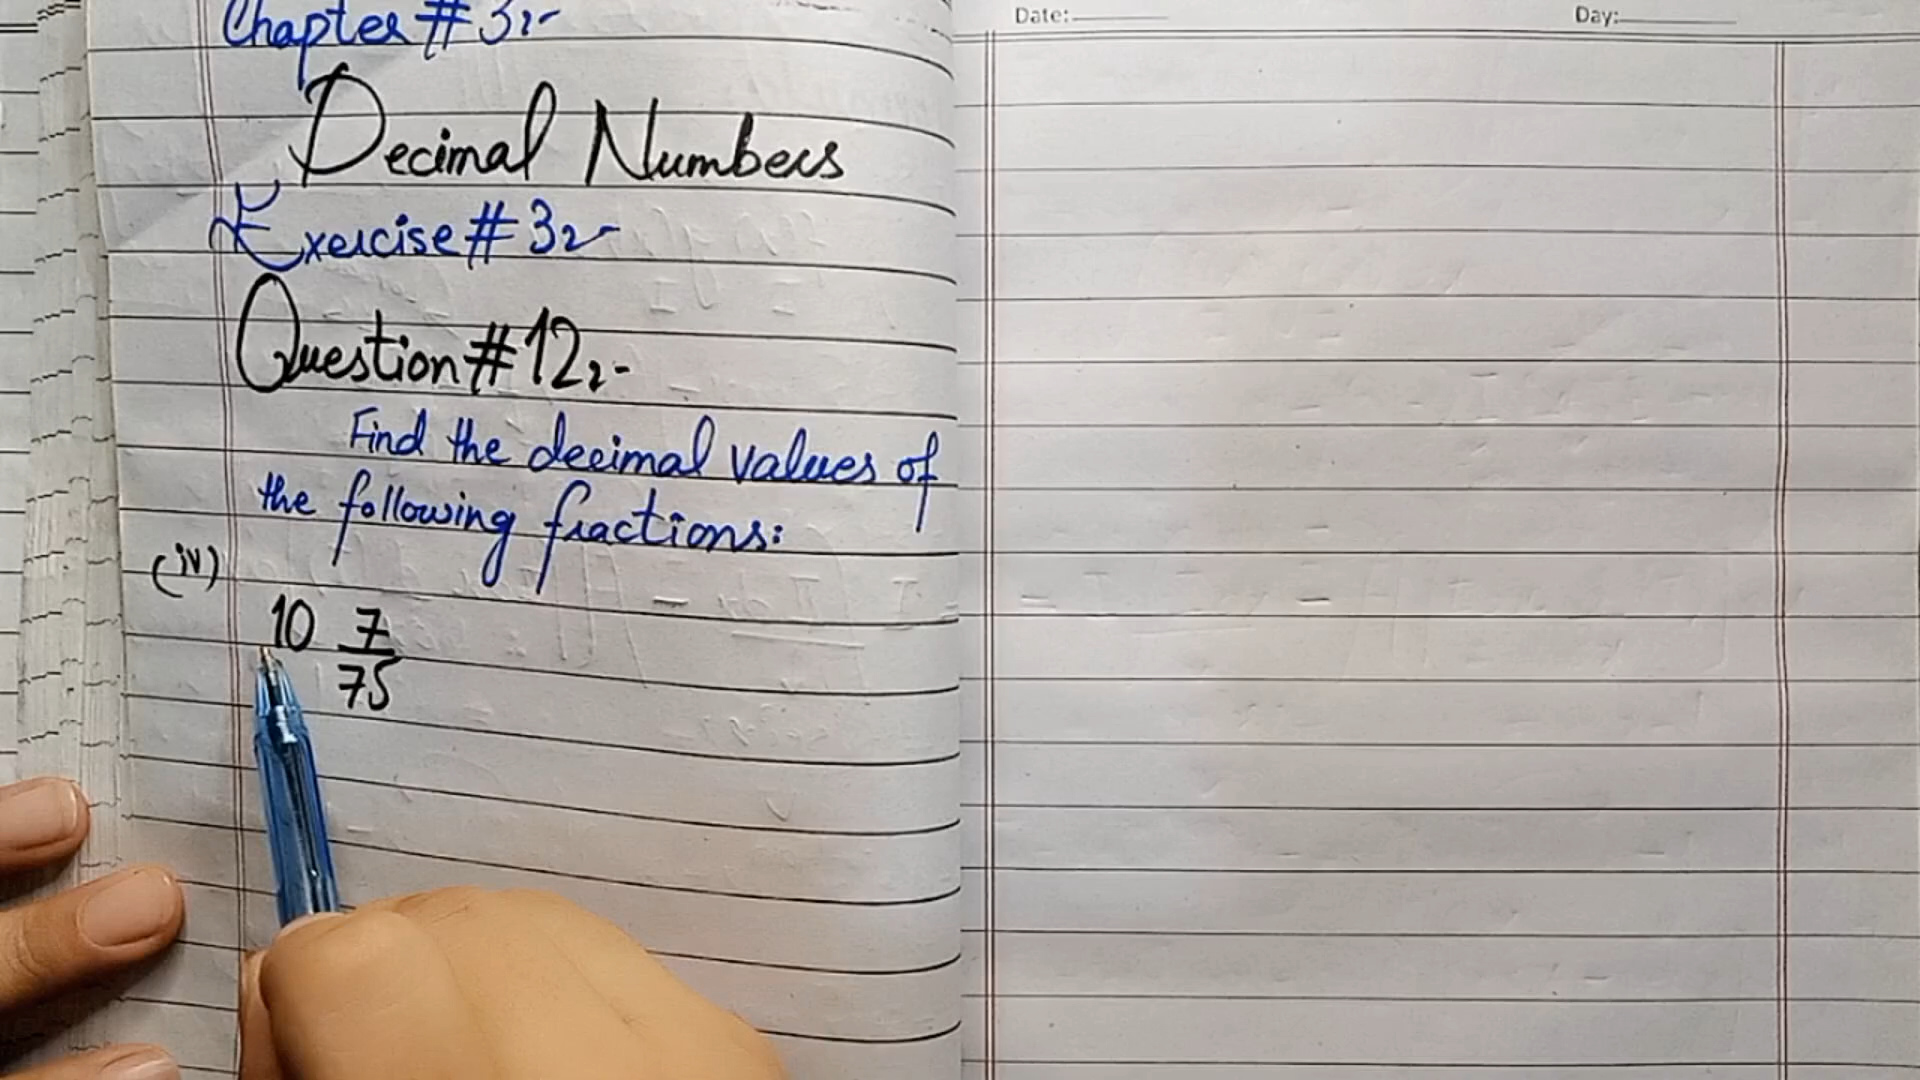 Chapter # 3:-
Decimal Numbers
Exercise # 3:-
Question # 12:-
Find the decimal values of
the following fractions:
(iv)
10 7/75
Date:
Day: